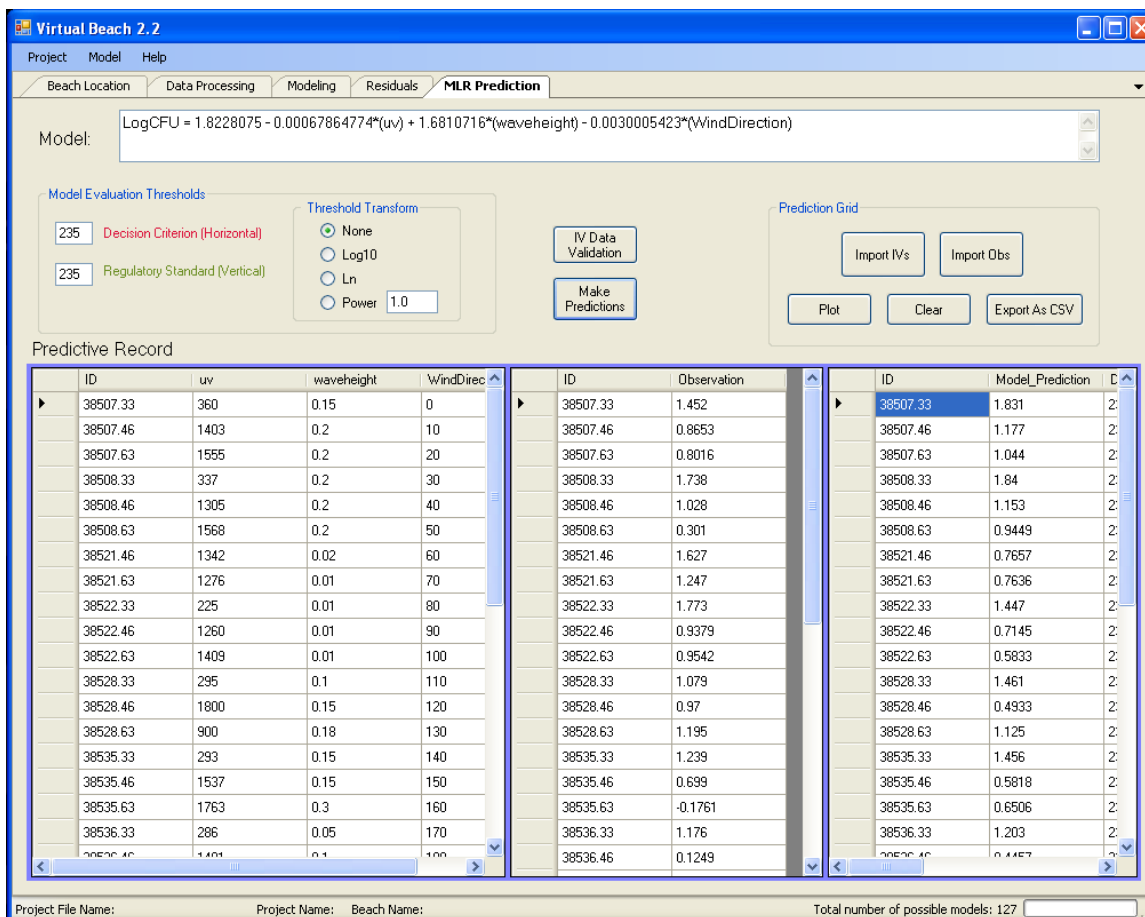 Virtual Beach 2.2
Project Model Help
Beach Location Data Processing Modeling Residuals MLR Prediction
Model: LogCFU = 1.8228075 - 0.00067864774*(uv) + 1.6810716*(waveheight) - 0.0030005423*(WindDirection)
Model Evaluation Thresholds
235 Decision Criterion (Horizontal)
235 Regulatory Standard (Vertical)
Threshold Transform
None
Log10
Ln
Power 1.0
IV Data Validation
Make Predictions
Prediction Grid
Import IVs Import Obs
Plot Clear Export As CSV
Predictive Record
ID uv waveheight WindDirec ID Observation ID Model_Prediction
38507.33 360 0.15 0 38507.33 1.452 38507.33 1.831
38507.46 1403 0.2 10 38507.46 0.8653 38507.46 1.177
38507.63 1555 0.2 20 38507.63 0.8016 38507.63 1.044
38508.33 337 0.2 30 38508.33 1.738 38508.33 1.84
38508.46 1305 0.2 40 38508.46 1.028 38508.46 1.153
38508.63 1568 0.2 50 38508.63 0.301 38508.63 0.9449
38521.46 1342 0.02 60 38521.46 1.627 38521.46 0.7657
38521.63 1276 0.01 70 38521.63 1.247 38521.63 0.7636
38522.33 225 0.01 80 38522.33 1.773 38522.33 1.447
38522.46 1260 0.01 90 38522.46 0.9379 38522.46 0.7145
38522.63 1409 0.01 100 38522.63 0.9542 38522.63 0.5833
38528.33 295 0.1 110 38528.33 1.079 38528.33 1.461
38528.46 1800 0.15 120 38528.46 0.97 38528.46 0.4933
38528.63 900 0.18 130 38528.63 1.195 38528.63 1.125
38535.33 293 0.15 140 38535.33 1.239 38535.33 1.456
38535.46 1537 0.15 150 38535.46 0.699 38535.46 0.5818
38535.63 1763 0.3 160 38535.63 -0.1761 38535.63 0.6506
38536.33 286 0.05 170 38536.33 1.176 38536.33 1.203
38536.46 0.1249
Project File Name: Project Name: Beach Name: Total number of possible models: 127